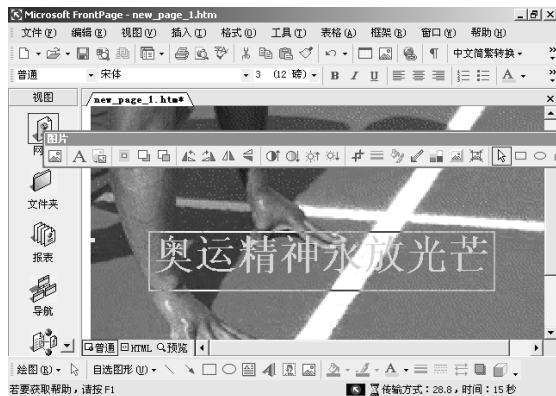 Microsoft FrontPage - new_page_1.htm
文件(F) 编辑(E) 视图(V) 插入(I) 格式(O) 工具(T) 表格(A) 框架(R) 窗口(W) 帮助(H)
中文简繁转换
普通 宋体 3 (12 磅) B I U A
视图 new_page_1.htm*
图片
A
文件夹
报表
奥运精神永放光芒
导航
普通 HTML 预览
绘图(R) 自选图形(U) A
若要获取帮助，请按 F1 传输方式：28.8，时间：15 秒